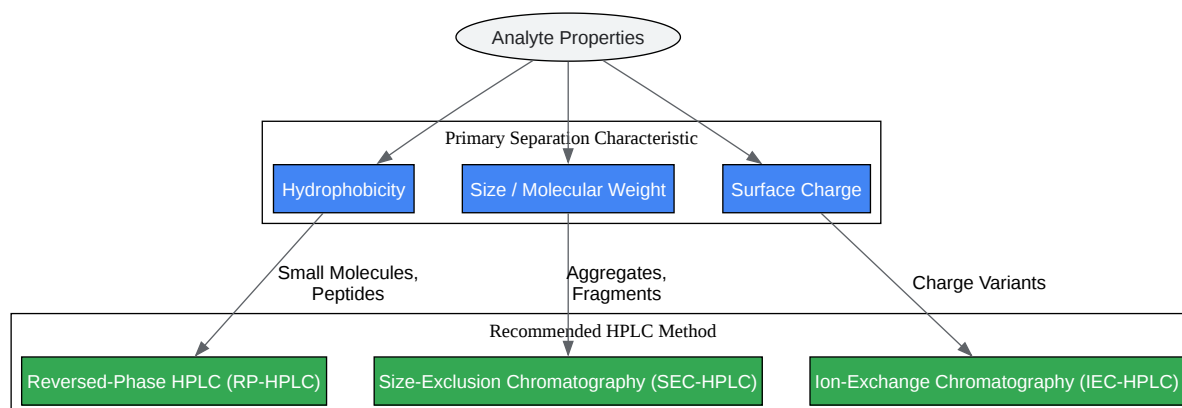 Analyte Properties
Primary Separation Characteristic
Hydrophobicity
Size / Molecular Weight
Surface Charge
Small Molecules,
Peptides
Aggregates,
Fragments
Charge Variants
Recommended HPLC Method
Reversed-Phase HPLC (RP-HPLC)
Size-Exclusion Chromatography (SEC-HPLC)
Ion-Exchange Chromatography (IEC-HPLC)